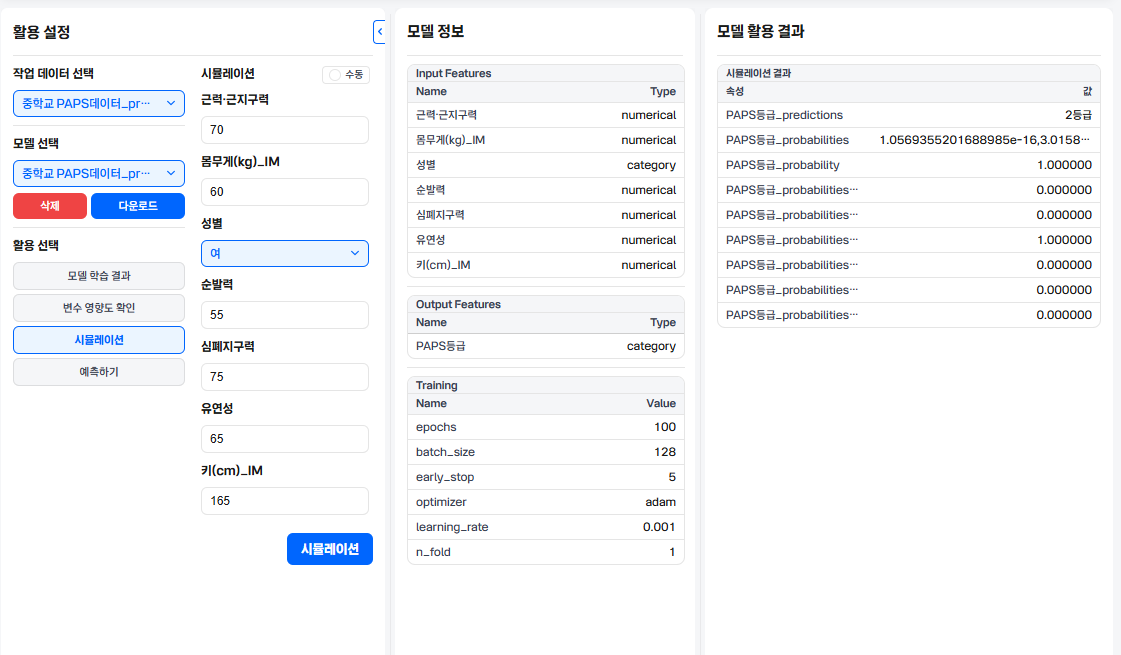 활용 설정
작업 데이터 선택
중학교 PAPS데이터_pr···
모델 선택
중학교 PAPS데이터_pr···
삭제 다운로드
활용 선택
모델 학습 결과
변수 영향도 확인
시뮬레이션
예측하기
시뮬레이션 수동
근력·근지구력
70
몸무게(kg)_IM
60
성별
여
순발력
55
심폐지구력
75
유연성
65
키(cm)_IM
165
시뮬레이션
모델 정보
Input Features
Name Type
근력·근지구력 numerical
몸무게(kg)_IM numerical
성별 category
순발력 numerical
심폐지구력 numerical
유연성 numerical
키(cm)_IM numerical
Output Features
Name Type
PAPS등급 category
Training
Name Value
epochs 100
batch_size 128
early_stop 5
optimizer adam
learning_rate 0.001
n_fold 1
모델 활용 결과
시뮬레이션 결과
속성 값
PAPS등급_predictions 2등급
PAPS등급_probabilities 1.0569355201688985e-16,3.0158···
PAPS등급_probability 1.000000
PAPS등급_probabilities··· 0.000000
PAPS등급_probabilities··· 0.000000
PAPS등급_probabilities··· 1.000000
PAPS등급_probabilities··· 0.000000
PAPS등급_probabilities··· 0.000000
PAPS등급_probabilities··· 0.000000